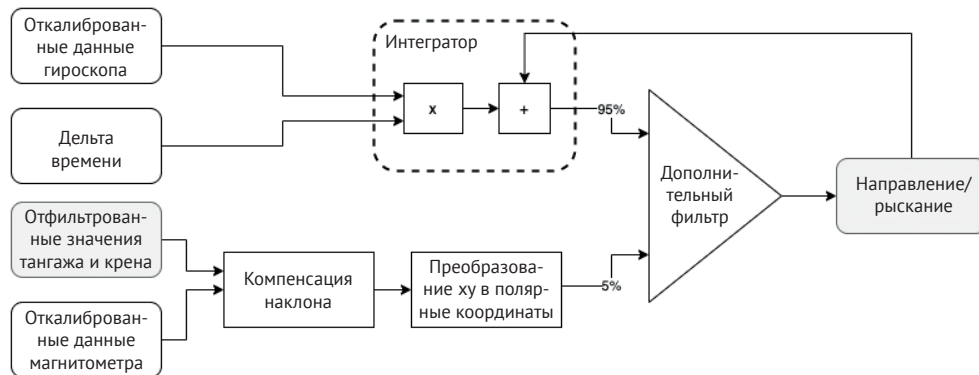 Откалиброван-
ные данные
гироскопа
Интегратор
x
+
95%
Дельта
времени
Дополни-
тельный
фильтр
Направление/
рыскание
Отфильтрован-
ные значения
тангажа и крена
Компенсация
наклона
Преобразова-
ние xy в поляр-
ные координаты
5%
Откалиброван-
ные данные
магнитометра